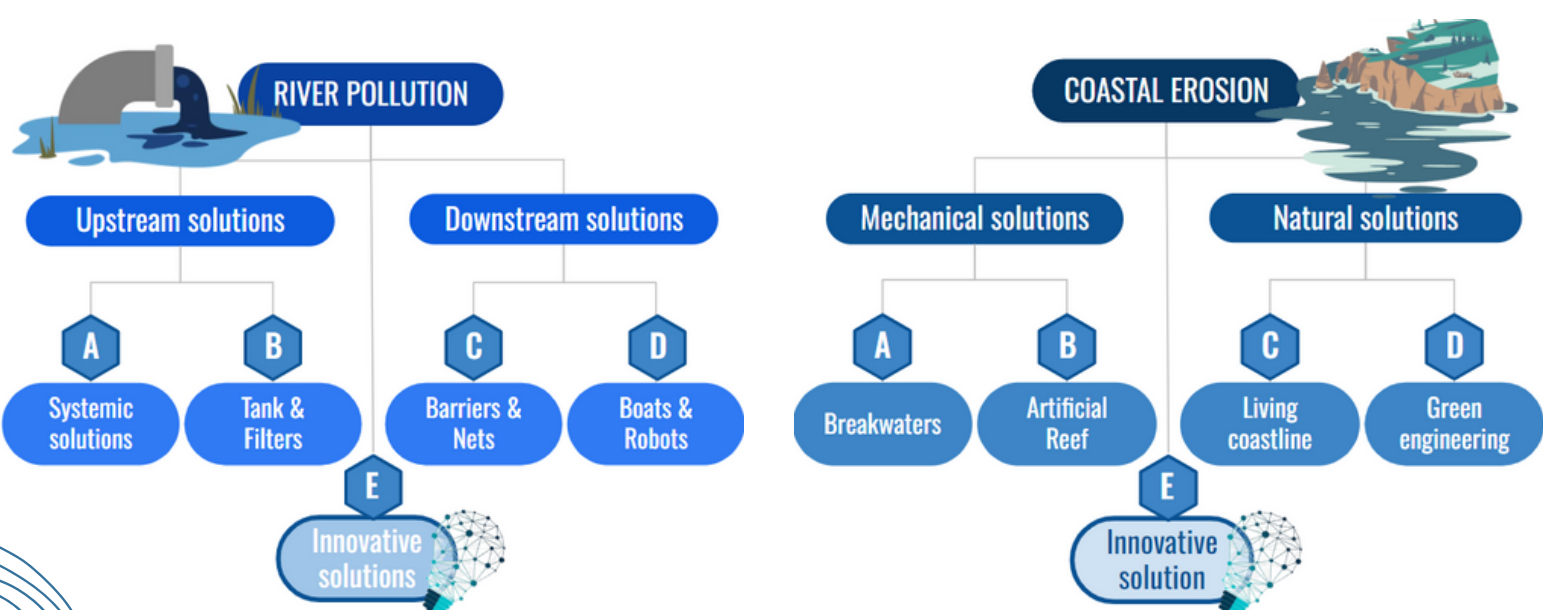 RIVER POLLUTION
Upstream solutions
Downstream solutions
A
B
C
D
Systemic
solutions
Tank &
Filters
Barriers &
Nets
Boats &
Robots
E
Innovative
solutions
COASTAL EROSION
Mechanical solutions
Natural solutions
A
B
C
D
Breakwaters
Artificial
Reef
Living
coastline
Green
engineering
E
Innovative
solution